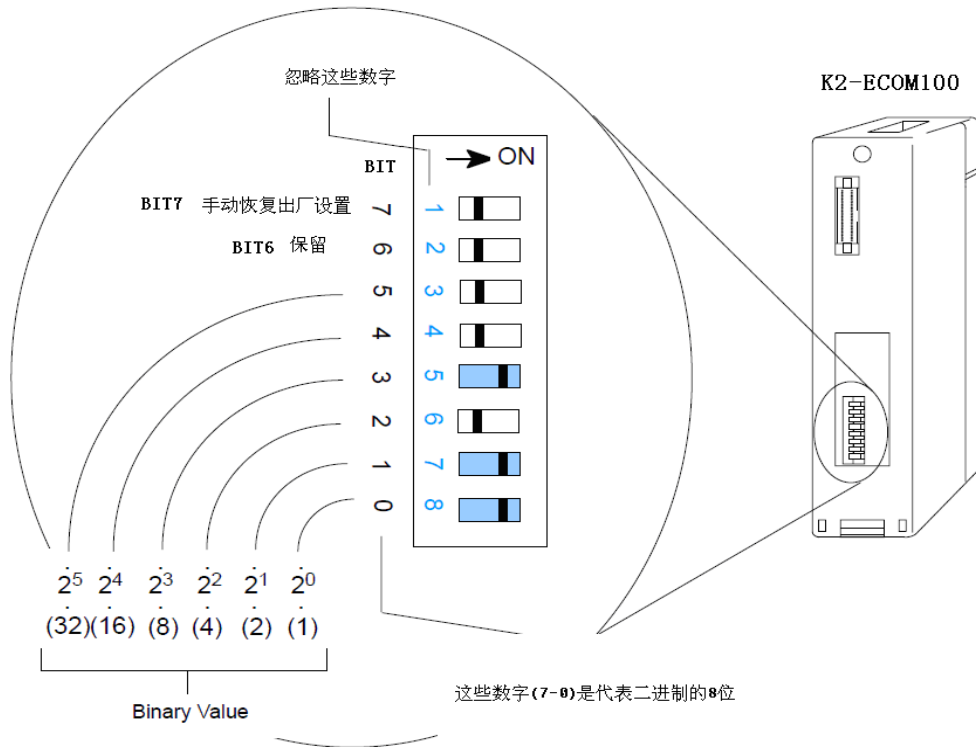 忽略这些数字
K2-ECOM100
BIT
→ ON
BIT7 手动恢复出厂设置 7 1
BIT6 保留 6 2
5 3
4 4
3 5
2 6
1 7
0 8
2⁵ 2⁴ 2³ 2² 2¹ 2⁰
(32)(16) (8) (4) (2) (1)
Binary Value
这些数字(7-0)是代表二进制的8位